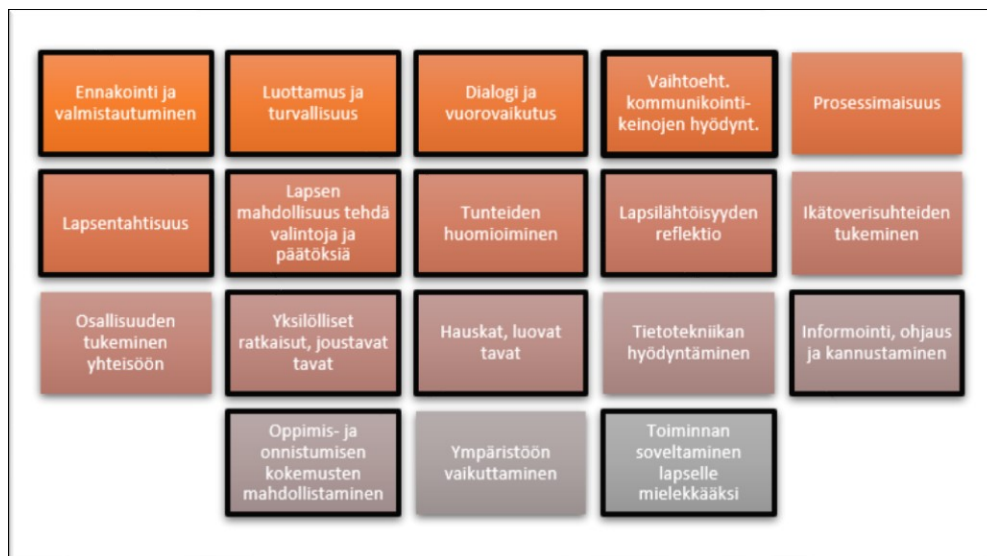 Ennakointi ja
valmistautuminen
Luottamus ja
turvallisuus
Dialogi ja
vuorovaikutus
Vaihtoeht.
kommunikointi-
keinojen hyödynt.
Prosessimaisuus
Lapsentahtisuus
Lapsen
mahdollisuus tehdä
valintoja ja
päätöksiä
Tunteiden
huomioiminen
Lapsilähtöisyyden
reflektio
Ikätoverisuhteiden
tukeminen
Osallisuuden
tukeminen
yhteisöön
Yksilölliset
ratkaisut, joustavat
tavat
Hauskat, luovat
tavat
Tietotekniikan
hyödyntäminen
Informointi, ohjaus
ja kannustaminen
Oppimis- ja
onnistumisen
kokemusten
mahdollistaminen
Ympäristöön
vaikuttaminen
Toiminnan
soveltaminen
lapselle
mielekkääksi